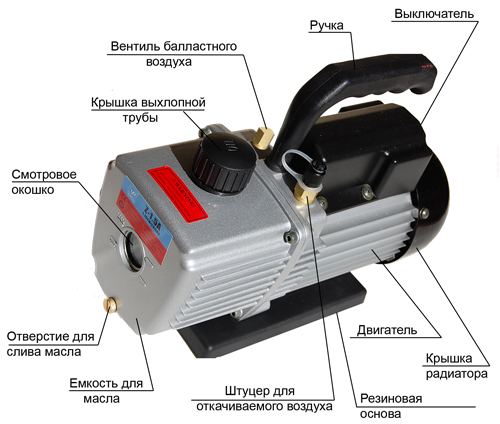 Выключатель
Ручка
Вентиль балластного
воздуха
Крышка выхлопной
трубы
Смотровое
окошко
Отверстие для
слива масла
Емкость для
масла
Штуцер для
откачиваемого воздуха
Двигатель
Крышка
радиатора
Резиновая
основа